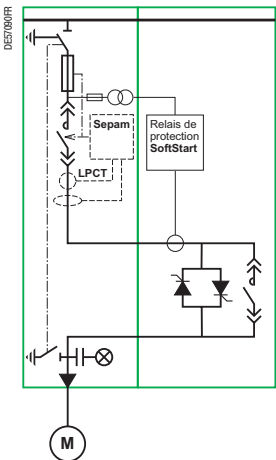 DE57090FR
Sepam
Relais de
protection
SoftStart
LPCT
M